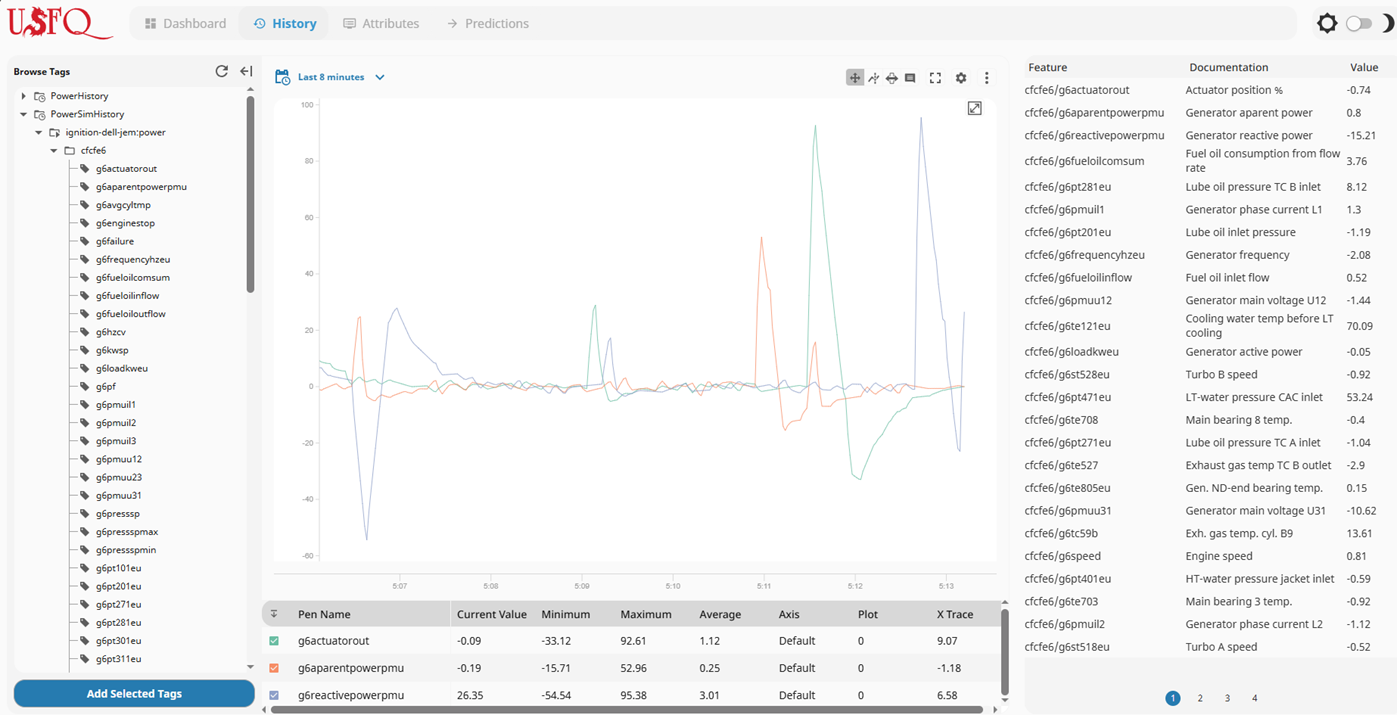 USFQ
Dashboard
History
Attributes
Predictions
Browse Tags
PowerHistory
PowerSimHistory
ignition-dell-jem:power
cfcfe6
g6actuatorout
g6aparentpowerpmu
g6avgcyltmp
g6enginestop
g6failure
g6frequencyhzeu
g6fueloilcomsum
g6fueloilinflow
g6fueloiloutflow
g6hzcv
g6kwsp
g6loadkweu
g6pf
g6pmuil1
g6pmuil2
g6pmuil3
g6pmuu12
g6pmuu23
g6pmuu31
g6presssp
g6pressspmax
g6pressspmin
g6pt101eu
g6pt201eu
g6pt271eu
g6pt281eu
g6pt301eu
g6pt311eu
Add Selected Tags
Last 8 minutes
100
80
60
40
20
0
-20
-40
-60
5:07 5:08 5:09 5:10 5:11 5:12 5:13
Pen Name Current Value Minimum Maximum Average Axis Plot X Trace
g6actuatorout -0.09 -33.12 92.61 1.12 Default 0 9.07
g6aparentpowerpmu -0.19 -15.71 52.96 0.25 Default 0 -1.18
g6reactivepowerpmu 26.35 -54.54 95.38 3.01 Default 0 6.58
Feature Documentation Value
cfcfe6/g6actuatorout Actuator position % -0.74
cfcfe6/g6aparentpowerpmu Generator aparent power 0.8
cfcfe6/g6reactivepowerpmu Generator reactive power -15.21
cfcfe6/g6fueloilcomsum Fuel oil consumption from flow
rate 3.76
cfcfe6/g6pt281eu Lube oil pressure TC B inlet 8.12
cfcfe6/g6pmuil1 Generator phase current L1 1.3
cfcfe6/g6pt201eu Lube oil inlet pressure -1.19
cfcfe6/g6frequencyhzeu Generator frequency -2.08
cfcfe6/g6fueloilinflow Fuel oil inlet flow 0.52
cfcfe6/g6pmuu12 Generator main voltage U12 -1.44
cfcfe6/g6te121eu Cooling water temp before LT
cooling 70.09
cfcfe6/g6loadkweu Generator active power -0.05
cfcfe6/g6st528eu Turbo B speed -0.92
cfcfe6/g6pt471eu LT-water pressure CAC inlet 53.24
cfcfe6/g6te708 Main bearing 8 temp. -0.4
cfcfe6/g6pt271eu Lube oil pressure TC A inlet -1.04
cfcfe6/g6te527 Exhaust gas temp TC B outlet -2.9
cfcfe6/g6te805eu Gen. ND-end bearing temp. 0.15
cfcfe6/g6pmuu31 Generator main voltage U31 -10.62
cfcfe6/g6tc59b Exh. gas temp. cyl. B9 13.61
cfcfe6/g6speed Engine speed 0.81
cfcfe6/g6pt401eu HT-water pressure jacket inlet -0.59
cfcfe6/g6te703 Main bearing 3 temp. -0.92
cfcfe6/g6pmuil2 Generator phase current L2 -1.12
cfcfe6/g6st518eu Turbo A speed -0.52
1 2 3 4